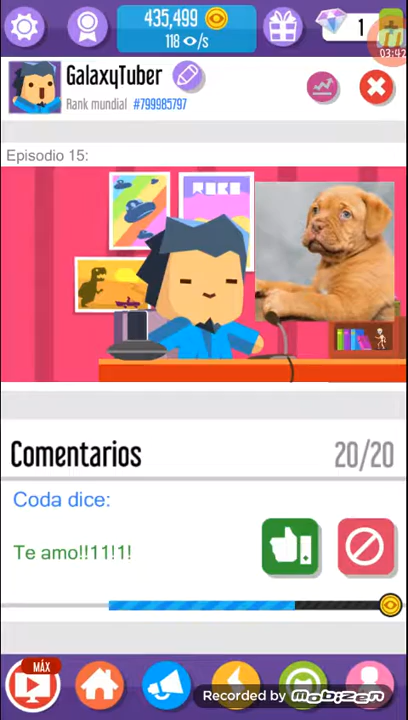 435,499
118 /s
1
03:42
GalaxyTuber
Rank mundial #799985797
Episodio 15:
Comentarios
20/20
Coda dice:
Te amo!!11!1!
MÁX
Recorded by MOBIZEN